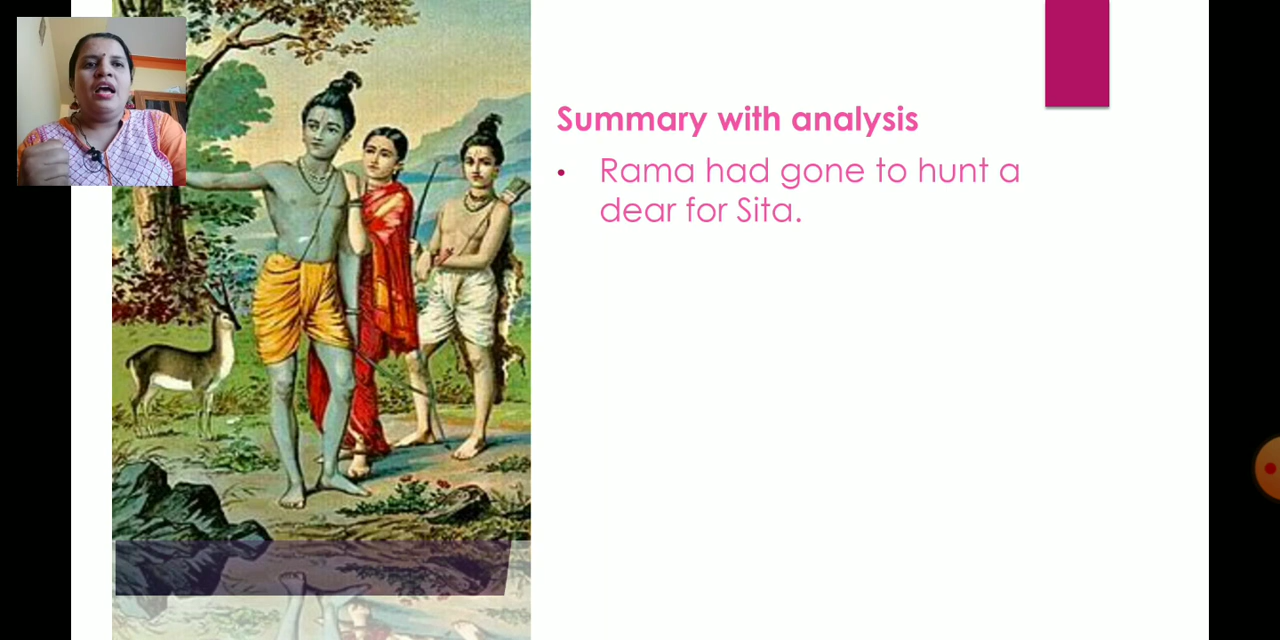 Summary with analysis
• Rama had gone to hunt a
dear for Sita.